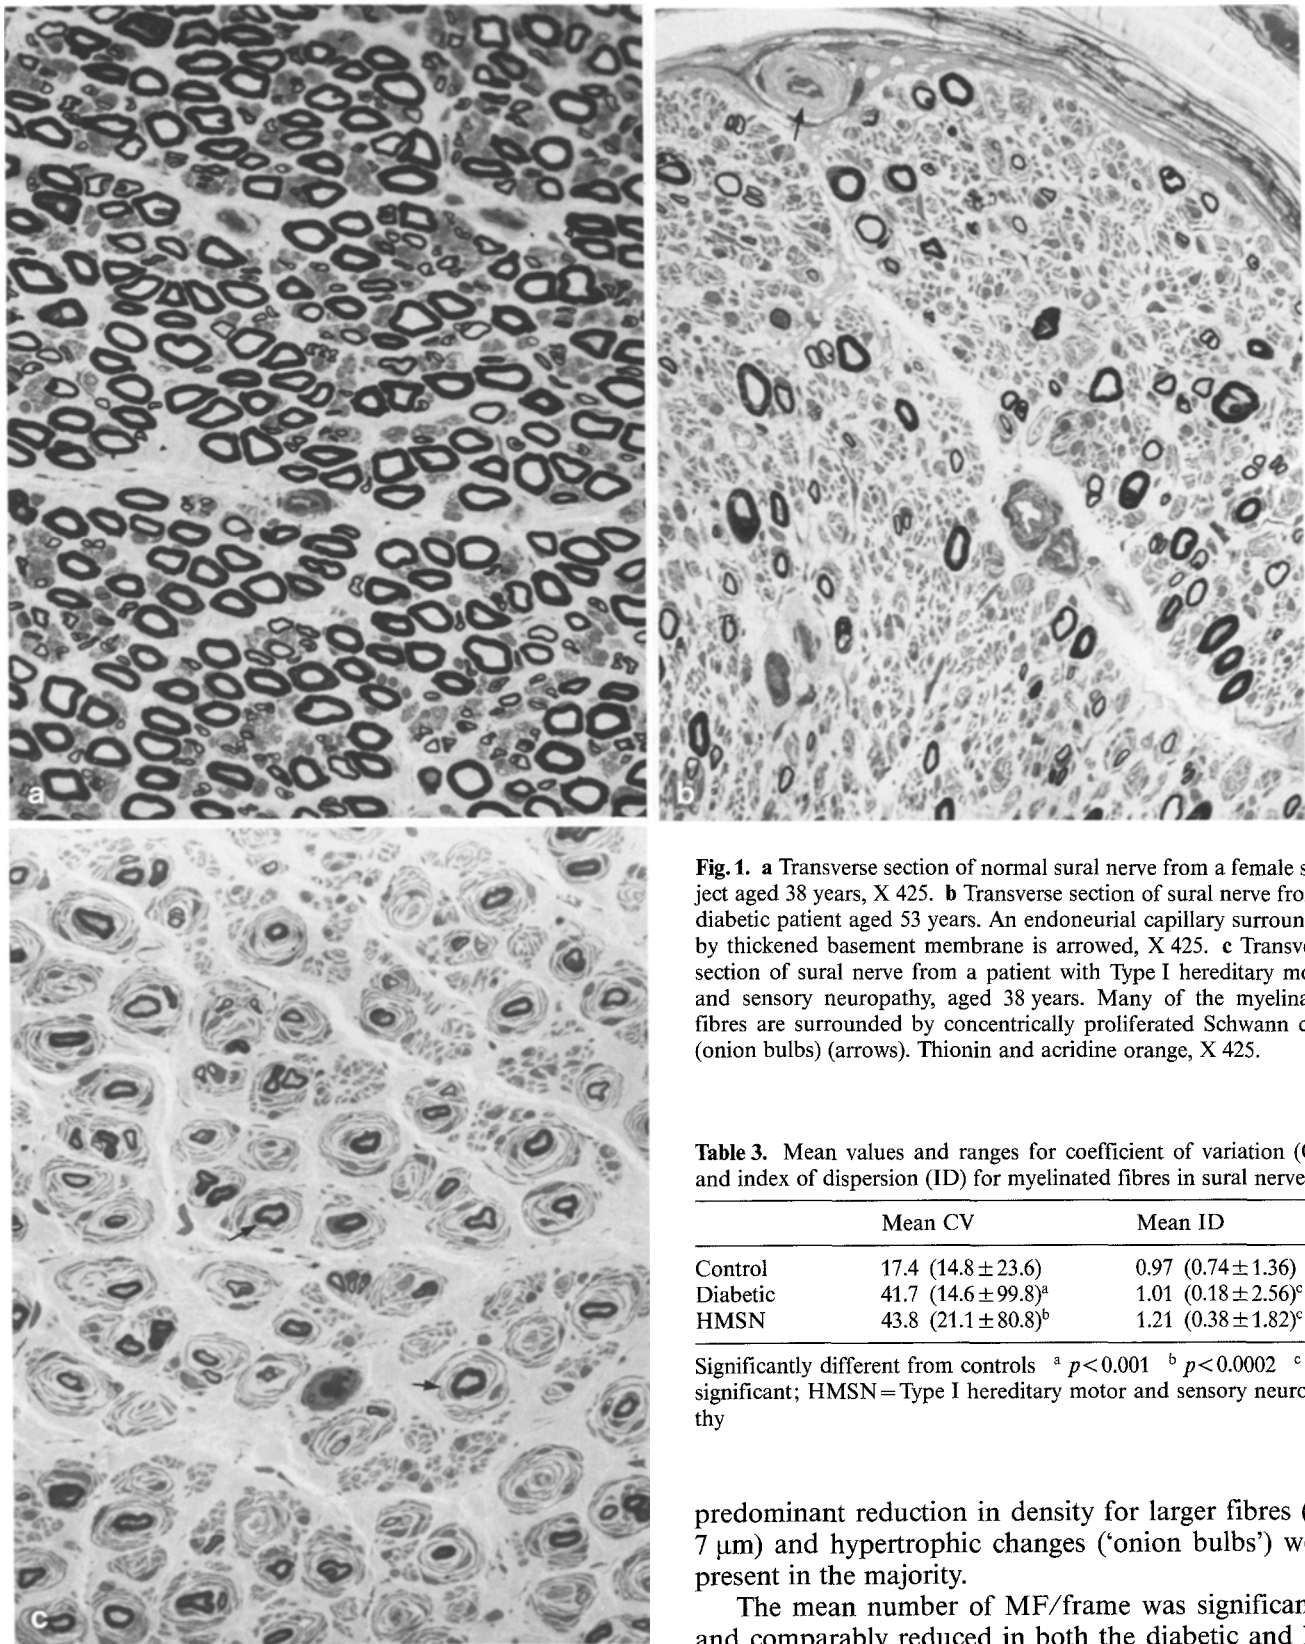 a
b
c
Fig. 1. a Transverse section of normal sural nerve from a female s
ject aged 38 years, X 425. b Transverse section of sural nerve fro
diabetic patient aged 53 years. An endoneurial capillary surroun
by thickened basement membrane is arrowed, X 425. c Transv
section of sural nerve from a patient with Type I hereditary mo
and sensory neuropathy, aged 38 years. Many of the myelina
fibres are surrounded by concentrically proliferated Schwann c
(onion bulbs) (arrows). Thionin and acridine orange, X 425.
Table 3. Mean values and ranges for coefficient of variation (
and index of dispersion (ID) for myelinated fibres in sural nerve
Mean CV Mean ID
Control 17.4 (14.8±23.6) 0.97 (0.74±1.36)
Diabetic 41.7 (14.6±99.8)a 1.01 (0.18±2.56)c
HMSN 43.8 (21.1±80.8)b 1.21 (0.38±1.82)c
Significantly different from controls a p<0.001 b p<0.0002 c
significant; HMSN=Type I hereditary motor and sensory neuro
thy
predominant reduction in density for larger fibres (
7 µm) and hypertrophic changes ('onion bulbs') w
present in the majority.
The mean number of MF/frame was significan
and comparably reduced in both the diabetic and